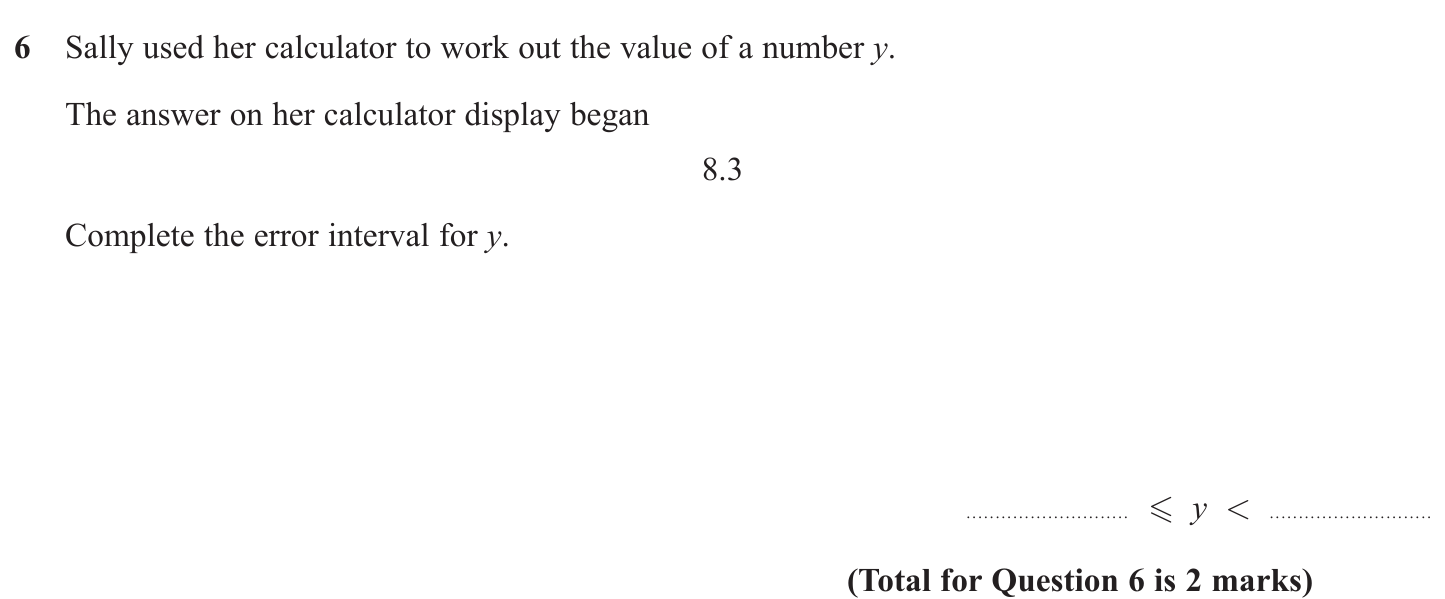 6 Sally used her calculator to work out the value of a number y.
The answer on her calculator display began
8.3
Complete the error interval for y.
............................ ⩽ y < ............................
(Total for Question 6 is 2 marks)